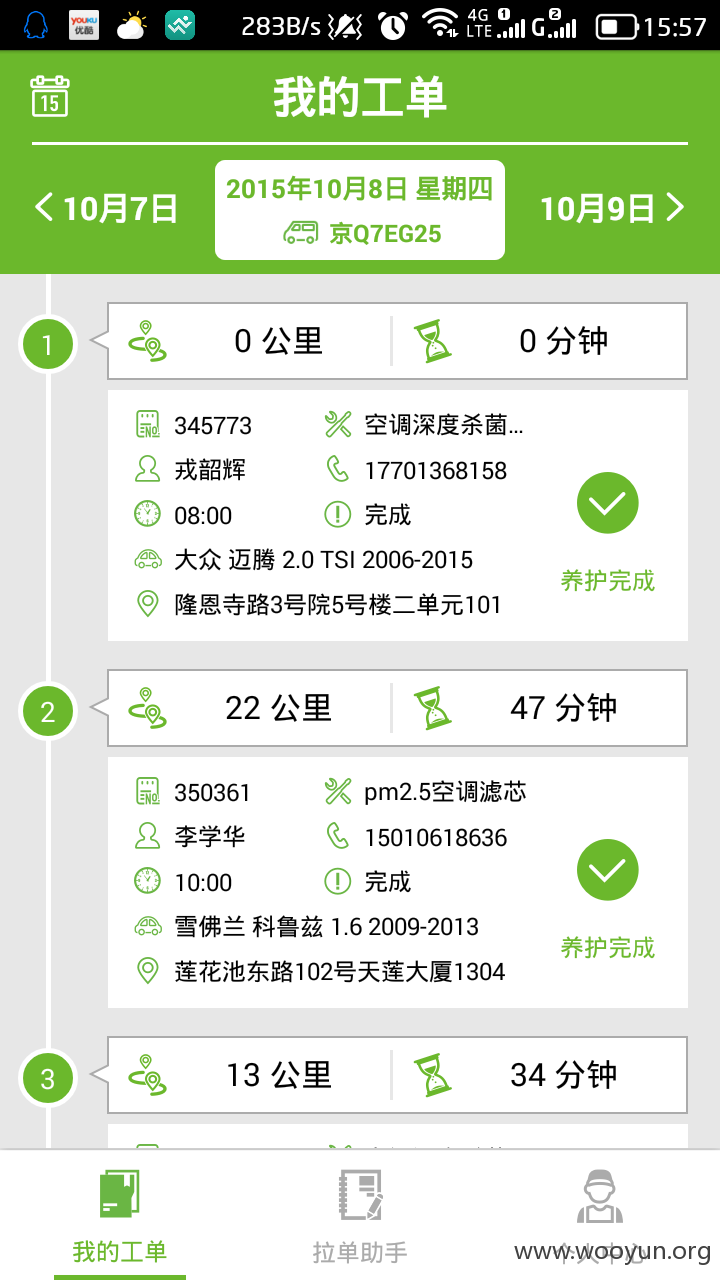 YOUKU
优酷
283B/s
4G
LTE
1
G
2
15:57
15
我的工单
10月7日
2015年10月8日 星期四
京Q7EG25
10月9日
1
0 公里
0 分钟
345773
空调深度杀菌...
戎韶辉
17701368158
08:00
完成
大众 迈腾 2.0 TSI 2006-2015
养护完成
隆恩寺路3号院5号楼二单元101
2
22 公里
47 分钟
350361
pm2.5空调滤芯
李学华
15010618636
10:00
完成
雪佛兰 科鲁兹 1.6 2009-2013
养护完成
莲花池东路102号天莲大厦1304
3
13 公里
34 分钟
我的工单
拉单助手
个人中心
www.wooyun.org